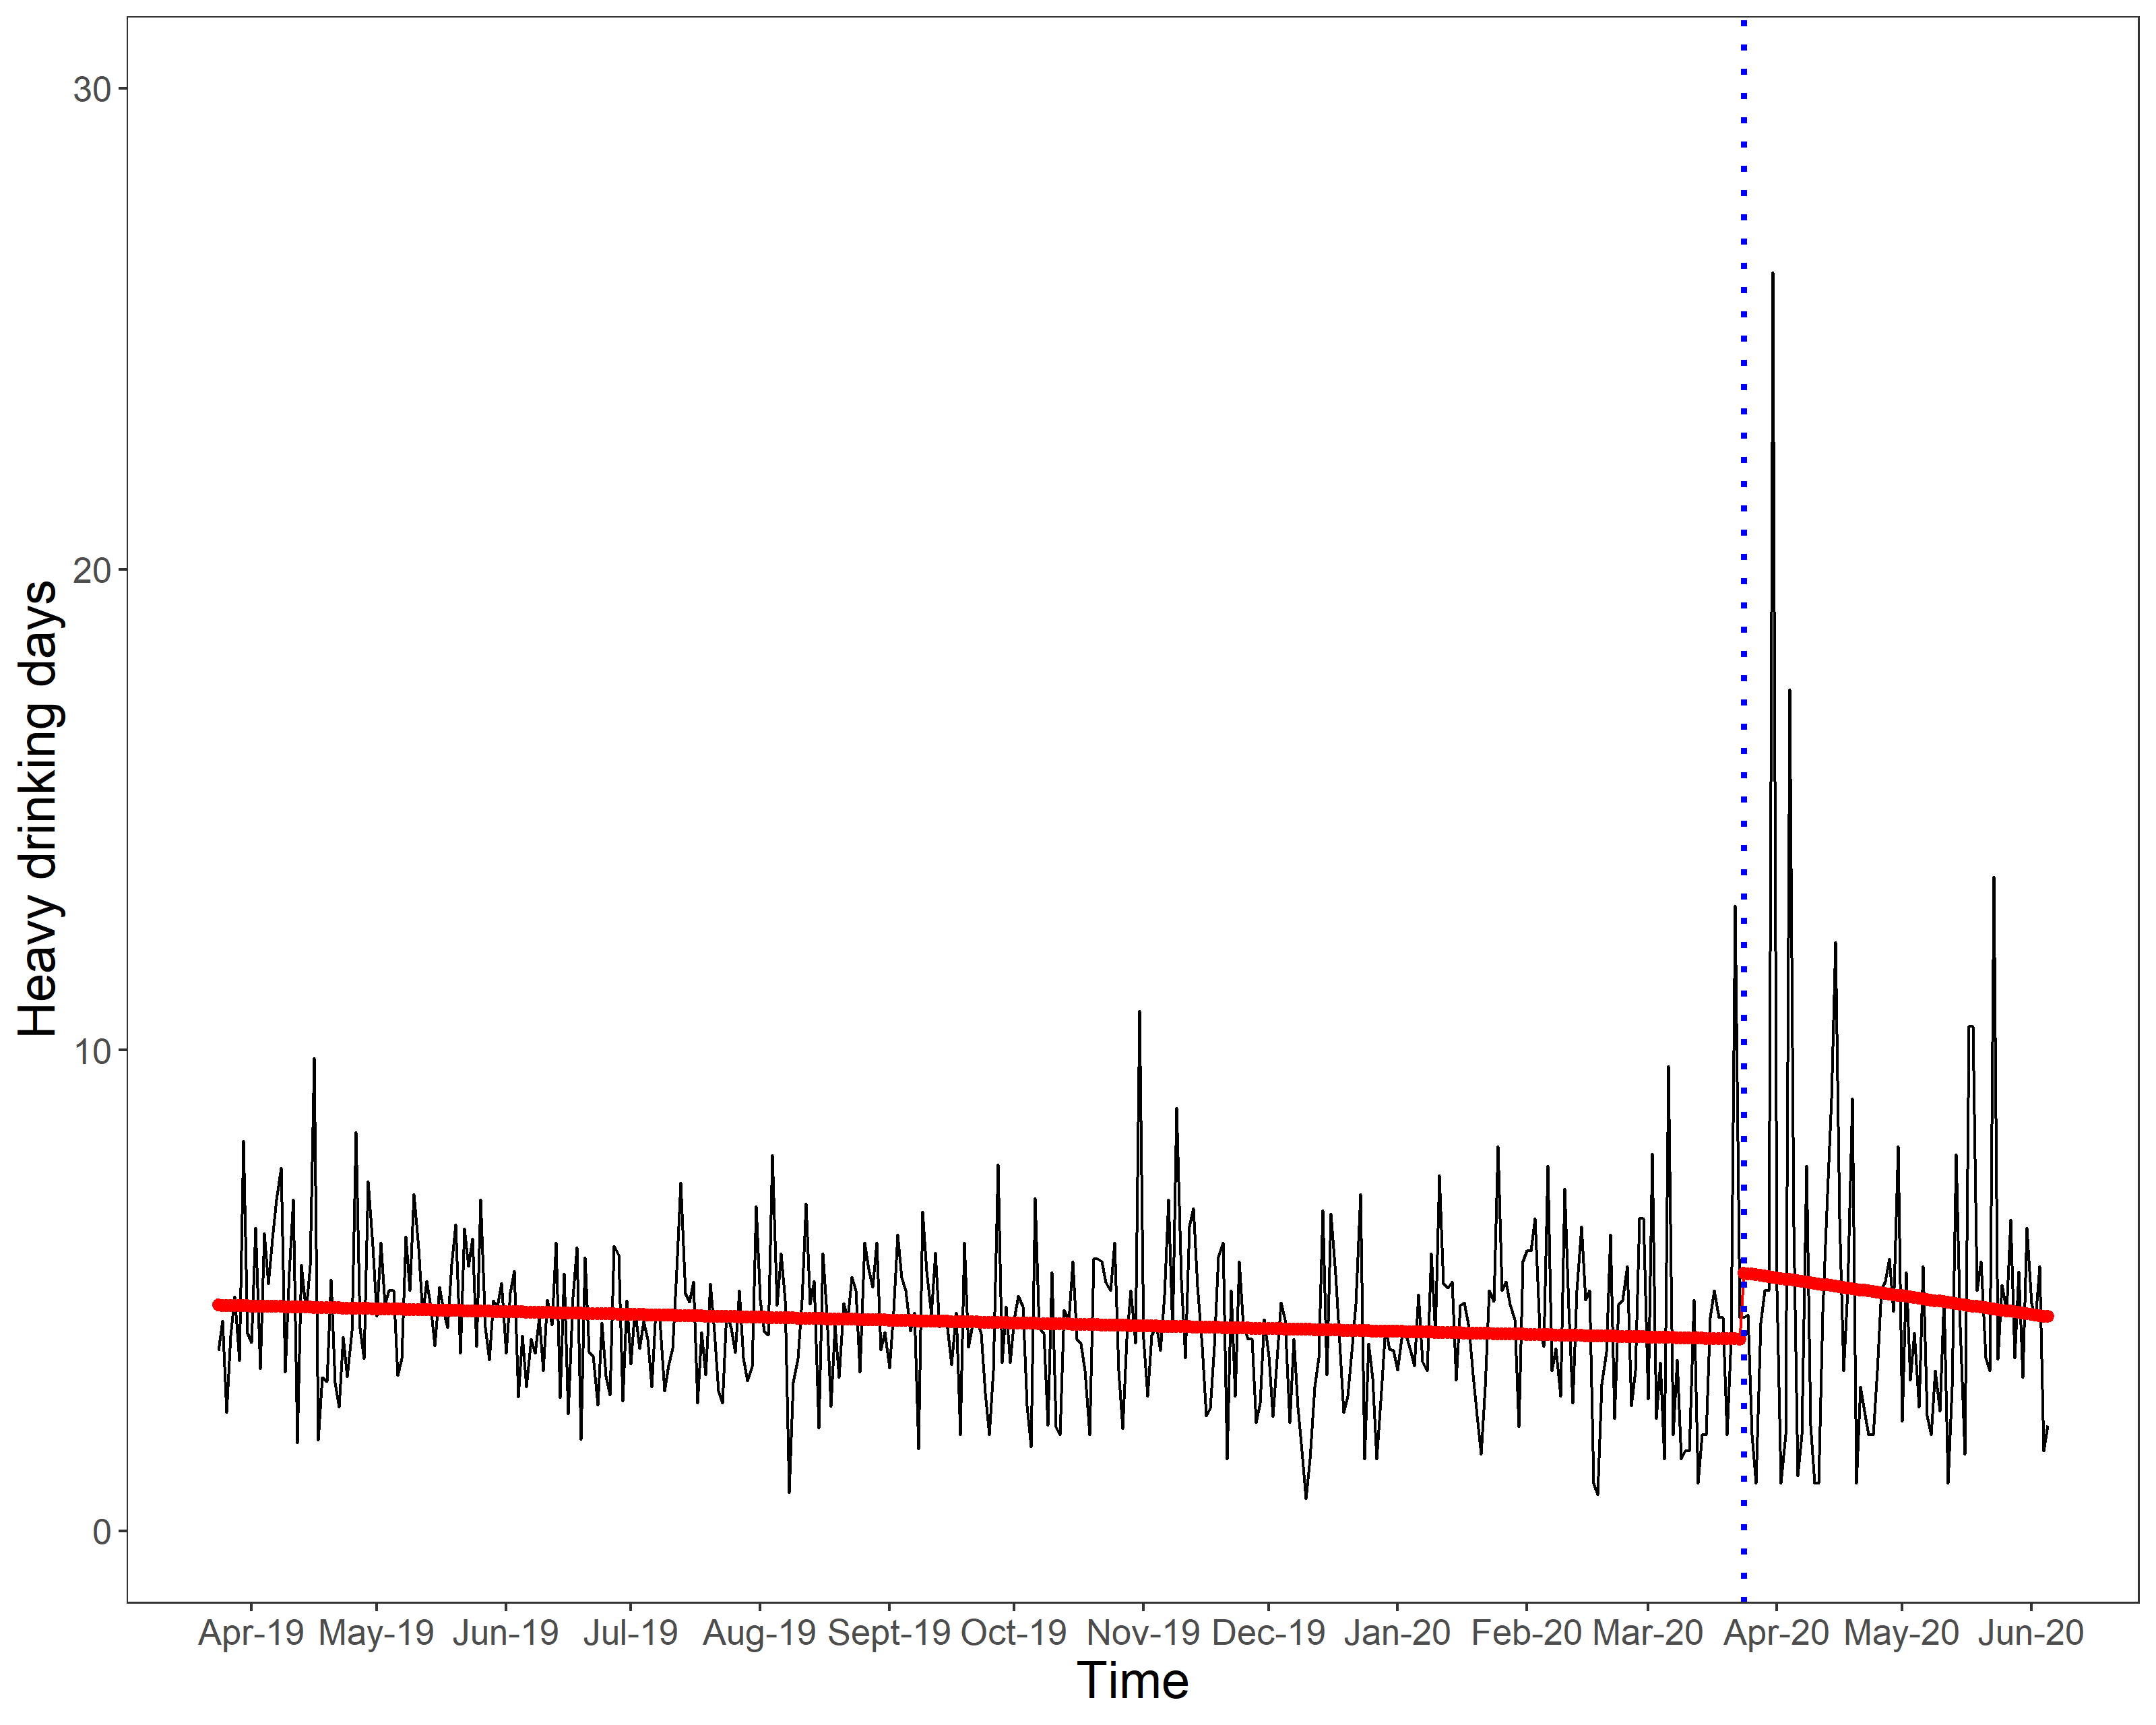 Heavy drinking days
30
20
10
0
Apr-19 May-19 Jun-19 Jul-19 Aug-19 Sept-19 Oct-19 Nov-19 Dec-19 Jan-20 Feb-20 Mar-20 Apr-20 May-20 Jun-20
Time